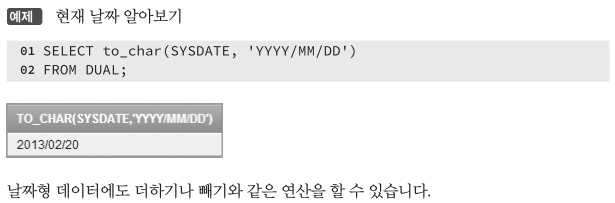 예제 현재 날짜 알아보기
01 SELECT to_char(SYSDATE, 'YYYY/MM/DD')
02 FROM DUAL;
TO_CHAR(SYSDATE,'YYYY/MM/DD')
2013/02/20
날짜형 데이터에도 더하기나 빼기와 같은 연산을 할 수 있습니다.